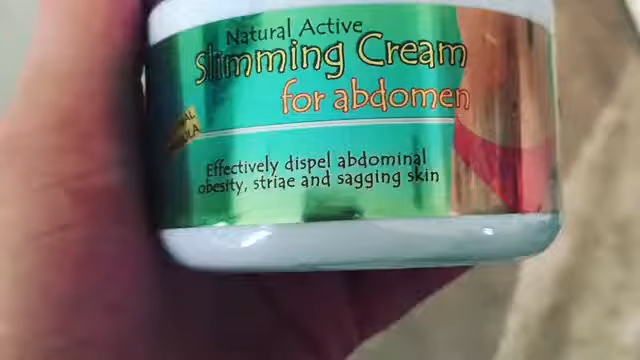 Natural Active
Slimming Cream
for abdomen
Effectively dispel abdominal
obesity, striae and sagging skin